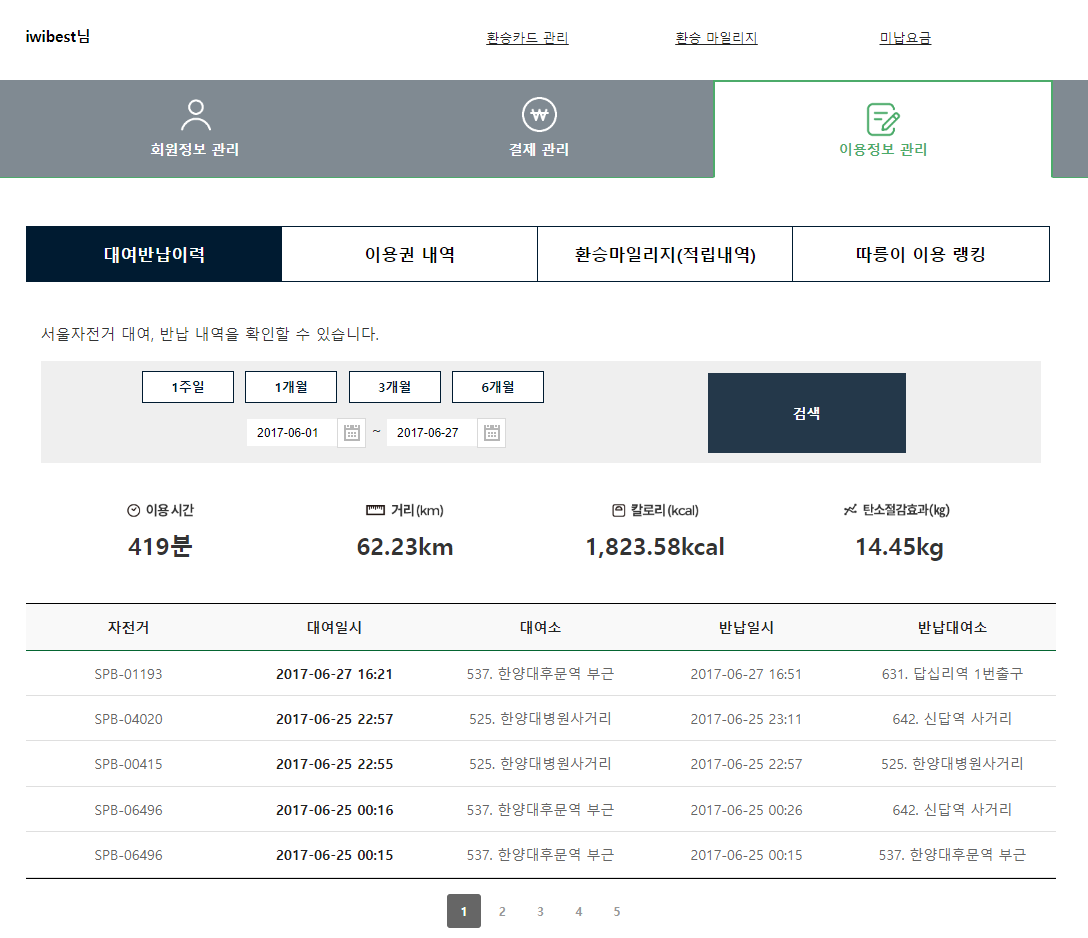 iwibest님 환승카드 관리 환승 마일리지 미납요금
회원정보 관리 결제 관리 이용정보 관리
대여반납이력 이용권 내역 환승마일리지(적립내역) 따릉이 이용 랭킹
서울자전거 대여, 반납 내역을 확인할 수 있습니다.
1주일 1개월 3개월 6개월
검색
2017-06-01 ~ 2017-06-27
이용시간 거리(km) 칼로리(kcal) 탄소절감효과(kg)
419분 62.23km 1,823.58kcal 14.45kg
자전거 대여일시 대여소 반납일시 반납대여소
SPB-01193 2017-06-27 16:21 537. 한양대후문역 부근 2017-06-27 16:51 631. 답십리역 1번출구
SPB-04020 2017-06-25 22:57 525. 한양대병원사거리 2017-06-25 23:11 642. 신답역 사거리
SPB-00415 2017-06-25 22:55 525. 한양대병원사거리 2017-06-25 22:57 525. 한양대병원사거리
SPB-06496 2017-06-25 00:16 537. 한양대후문역 부근 2017-06-25 00:26 642. 신답역 사거리
SPB-06496 2017-06-25 00:15 537. 한양대후문역 부근 2017-06-25 00:15 537. 한양대후문역 부근
1 2 3 4 5